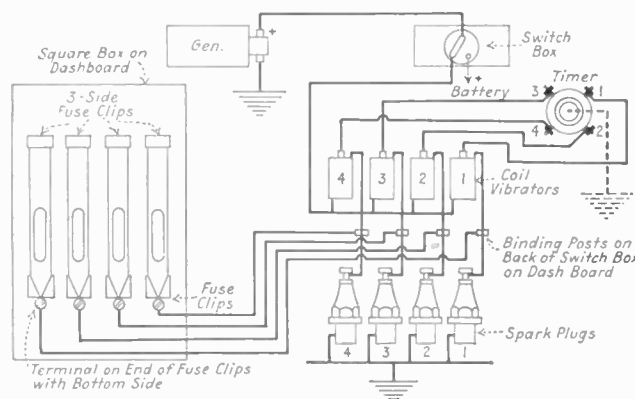 Gen.
+
Switch
Box
+
Battery
Square Box on
Dashboard
3-Side
Fuse Clips
Timer
3
1
4
2
4
3
2
1
Coil
Vibrators
Binding Posts on
Back of Switch Box
on Dash Board
Fuse
Clips
Spark Plugs
4
3
2
1
Terminal on End of Fuse Clips
with Bottom Side